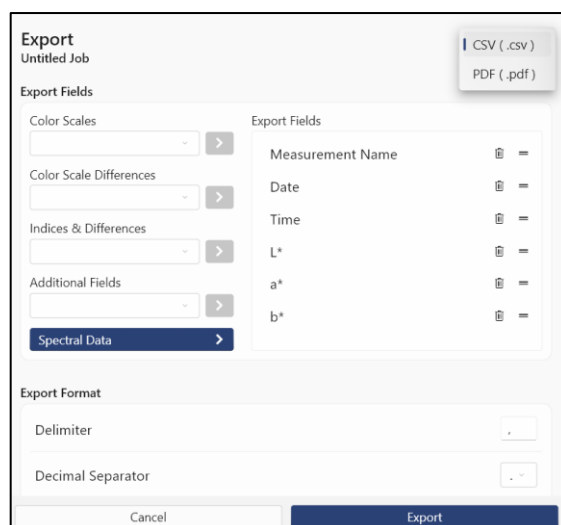 Export
Untitled Job
CSV ( .csv )
PDF ( .pdf )
Export Fields
Color Scales
Color Scale Differences
Indices & Differences
Additional Fields
Spectral Data
Export Fields
Measurement Name
Date
Time
L*
a*
b*
Export Format
Delimiter ,
Decimal Separator .
Cancel Export